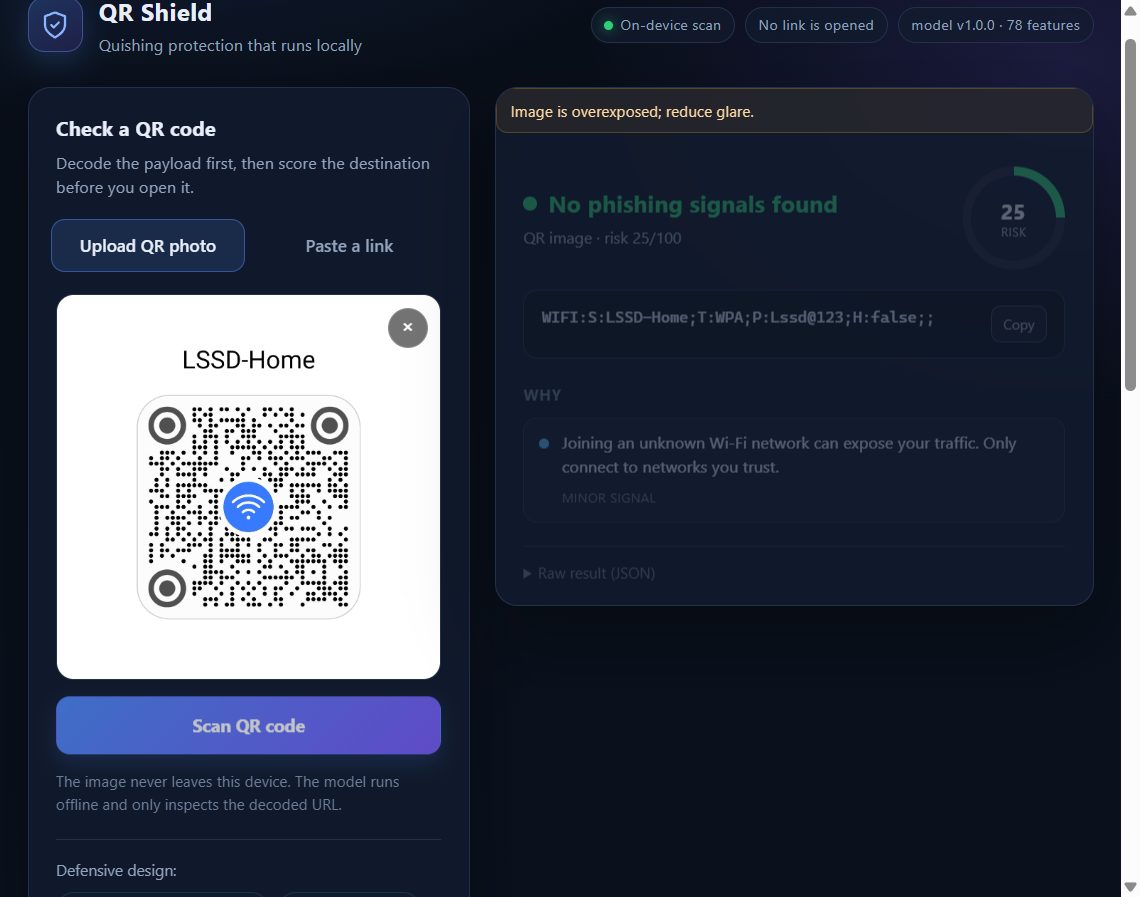 QR Shield
Quishing protection that runs locally
On-device scan
No link is opened
model v1.0.0 · 78 features
Check a QR code
Decode the payload first, then score the destination
before you open it.
Upload QR photo
Paste a link
×
LSSD-Home
Scan QR code
The image never leaves this device. The model runs
offline and only inspects the decoded URL.
Defensive design:
Image is overexposed; reduce glare.
No phishing signals found
QR image · risk 25/100
25
RISK
WIFI:S:LSSD-Home;T:WPA;P:Lssd@123;H:false;;
Copy
WHY
Joining an unknown Wi-Fi network can expose your traffic. Only
connect to networks you trust.
MINOR SIGNAL
Raw result (JSON)